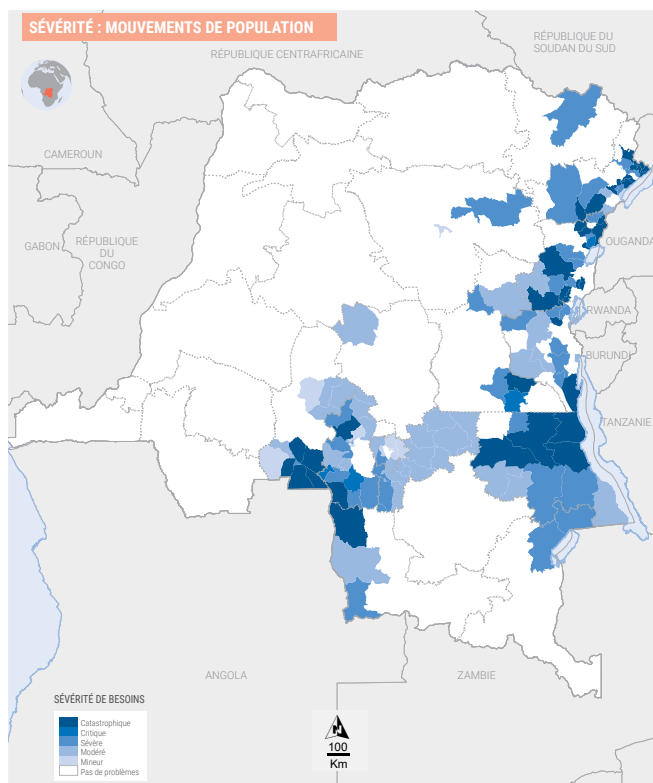 SÉVÉRITÉ : MOUVEMENTS DE POPULATION
RÉPUBLIQUE DU
SOUDAN DU SUD
RÉPUBLIQUE CENTRAFRICAINE
CAMEROUN
GABON
RÉPUBLIQUE
DU
CONGO
OUGANDA
RWANDA
BURUNDI
TANZANIE
ANGOLA
ZAMBIE
SÉVÉRITÉ DE BESOINS
Catastrophique
Critique
Sévère
Modéré
Mineur
Pas de problèmes
100
Km